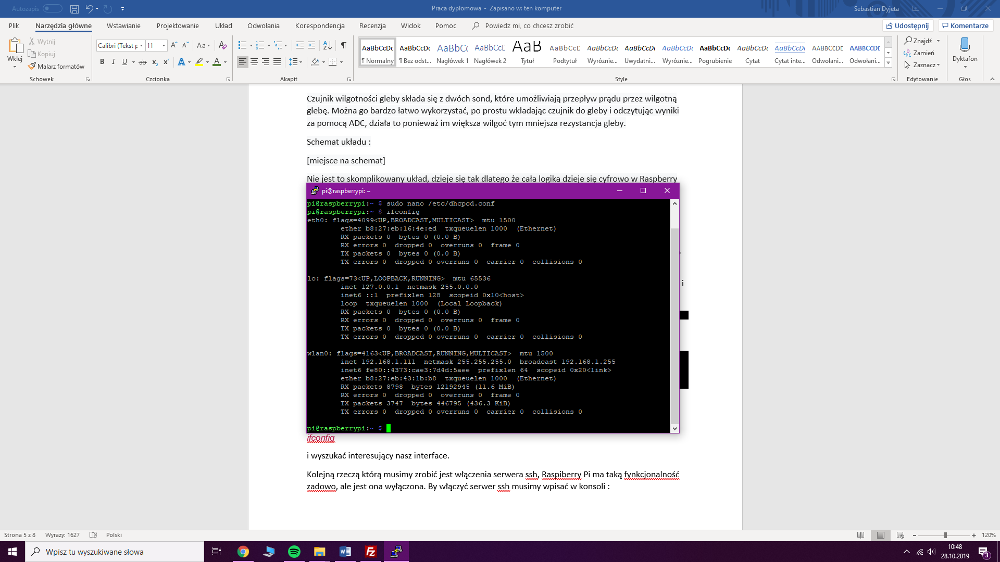 Autozapis
Praca dyplomowa - Zapisano w: ten komputer
Sebastian Dyjeta
Plik Narzędzia główne Wstawianie Projektowanie Układ Odwołania Korespondencja Recenzja Widok Pomoc Powiedz mi, co chcesz zrobić Udostępnij Komentarze
Wklej
Wytnij
Kopiuj
Malarz formatów
Schowek
Calibri (Tekst p 11
Czcionka
Akapit
AaBbCcDc AaBbCcDc AaBbCc AaBbCcD AaB AaBbCcD AaBbCcDc AaBbCcDc AaBbCcDc AaBbCcDc AaBbCcDc AaBbCcDc AABBCCDD AABBCCDD
¶ Normalny ¶ Bez odst... Nagłówek 1 Nagłówek 2 Tytuł Podtytuł Wyróżnie... Uwydatni... Wyróżnie... Pogrubienie Cytat Cytat inte... Odwołani... Odwołani...
Style
Znajdź
Zamień
Zaznacz
Edytowanie
Dyktafon
Głos
Czujnik wilgotności gleby składa się z dwóch sond, które umożliwiają przepływ prądu przez wilgotną
glebę. Można go bardzo łatwo wykorzystać, po prostu wkładając czujnik do gleby i odczytując wyniki
za pomocą ADC, działa to ponieważ im większa wilgoć tym mniejsza rezystancja gleby.
Schemat układu :
[miejsce na schemat]
Nie jest to skomplikowany układ, dzieje się tak dlatego że cała logika dzieje się cyfrowo w Raspberry
pi@raspberrypi: ~
pi@raspberrypi:~ $ sudo nano /etc/dhcpcd.conf
pi@raspberrypi:~ $ ifconfig
eth0: flags=4099<UP,BROADCAST,MULTICAST>  mtu 1500
ether b8:27:eb:16:4e:ed  txqueuelen 1000  (Ethernet)
RX packets 0  bytes 0 (0.0 B)
RX errors 0  dropped 0  overruns 0  frame 0
TX packets 0  bytes 0 (0.0 B)
TX errors 0  dropped 0 overruns 0  carrier 0  collisions 0
lo: flags=73<UP,LOOPBACK,RUNNING>  mtu 65536
inet 127.0.0.1  netmask 255.0.0.0
inet6 ::1  prefixlen 128  scopeid 0x10<host>
loop  txqueuelen 1000  (Local Loopback)
RX packets 0  bytes 0 (0.0 B)
RX errors 0  dropped 0  overruns 0  frame 0
TX packets 0  bytes 0 (0.0 B)
TX errors 0  dropped 0 overruns 0  carrier 0  collisions 0
i
wlan0: flags=4163<UP,BROADCAST,RUNNING,MULTICAST>  mtu 1500
inet 192.168.1.111  netmask 255.255.255.0  broadcast 192.168.1.255
inet6 fe80::4373:cae3:7d4d:5aee  prefixlen 64  scopeid 0x20<link>
ether b8:27:eb:43:1b:b8  txqueuelen 1000  (Ethernet)
RX packets 8798  bytes 12192945 (11.6 MiB)
RX errors 0  dropped 0  overruns 0  frame 0
TX packets 3747  bytes 446795 (436.3 KiB)
TX errors 0  dropped 0 overruns 0  carrier 0  collisions 0
pi@raspberrypi:~ $
ifconfig
i wyszukać interesujący nasz interface.
Kolejną rzeczą którą musimy zrobić jest włączenia serwera ssh, Raspiberry Pi ma taką fynkcjonalność
zadowo, ale jest ona wyłączona. By włączyć serwer ssh musimy wpisać w konsoli :
Strona 5 z 8 Wyrazy: 1627 Polski 120%
Wpisz tu wyszukiwane słowa
10:48
28.10.2019
3